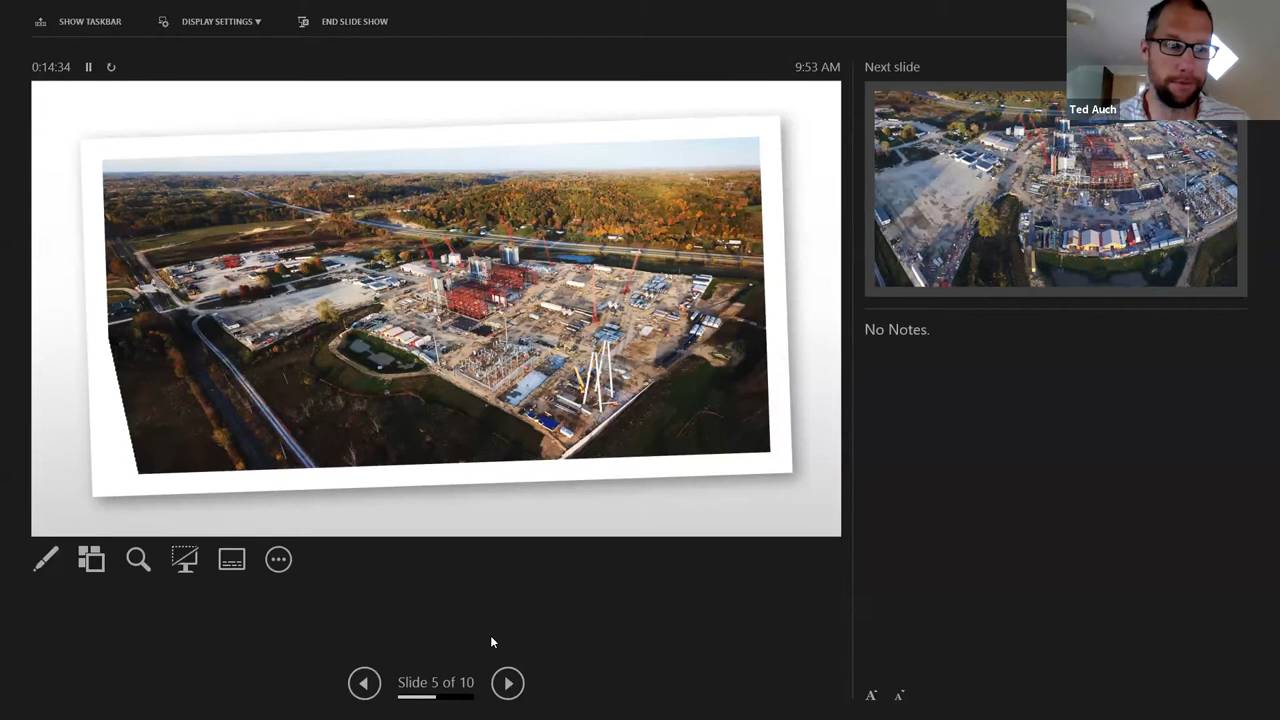 SHOW TASKBAR
DISPLAY SETTINGS ▼
END SLIDE SHOW
0:14:34
9:53 AM
Next slide
Ted Auch
No Notes.
Slide 5 of 10
A
A